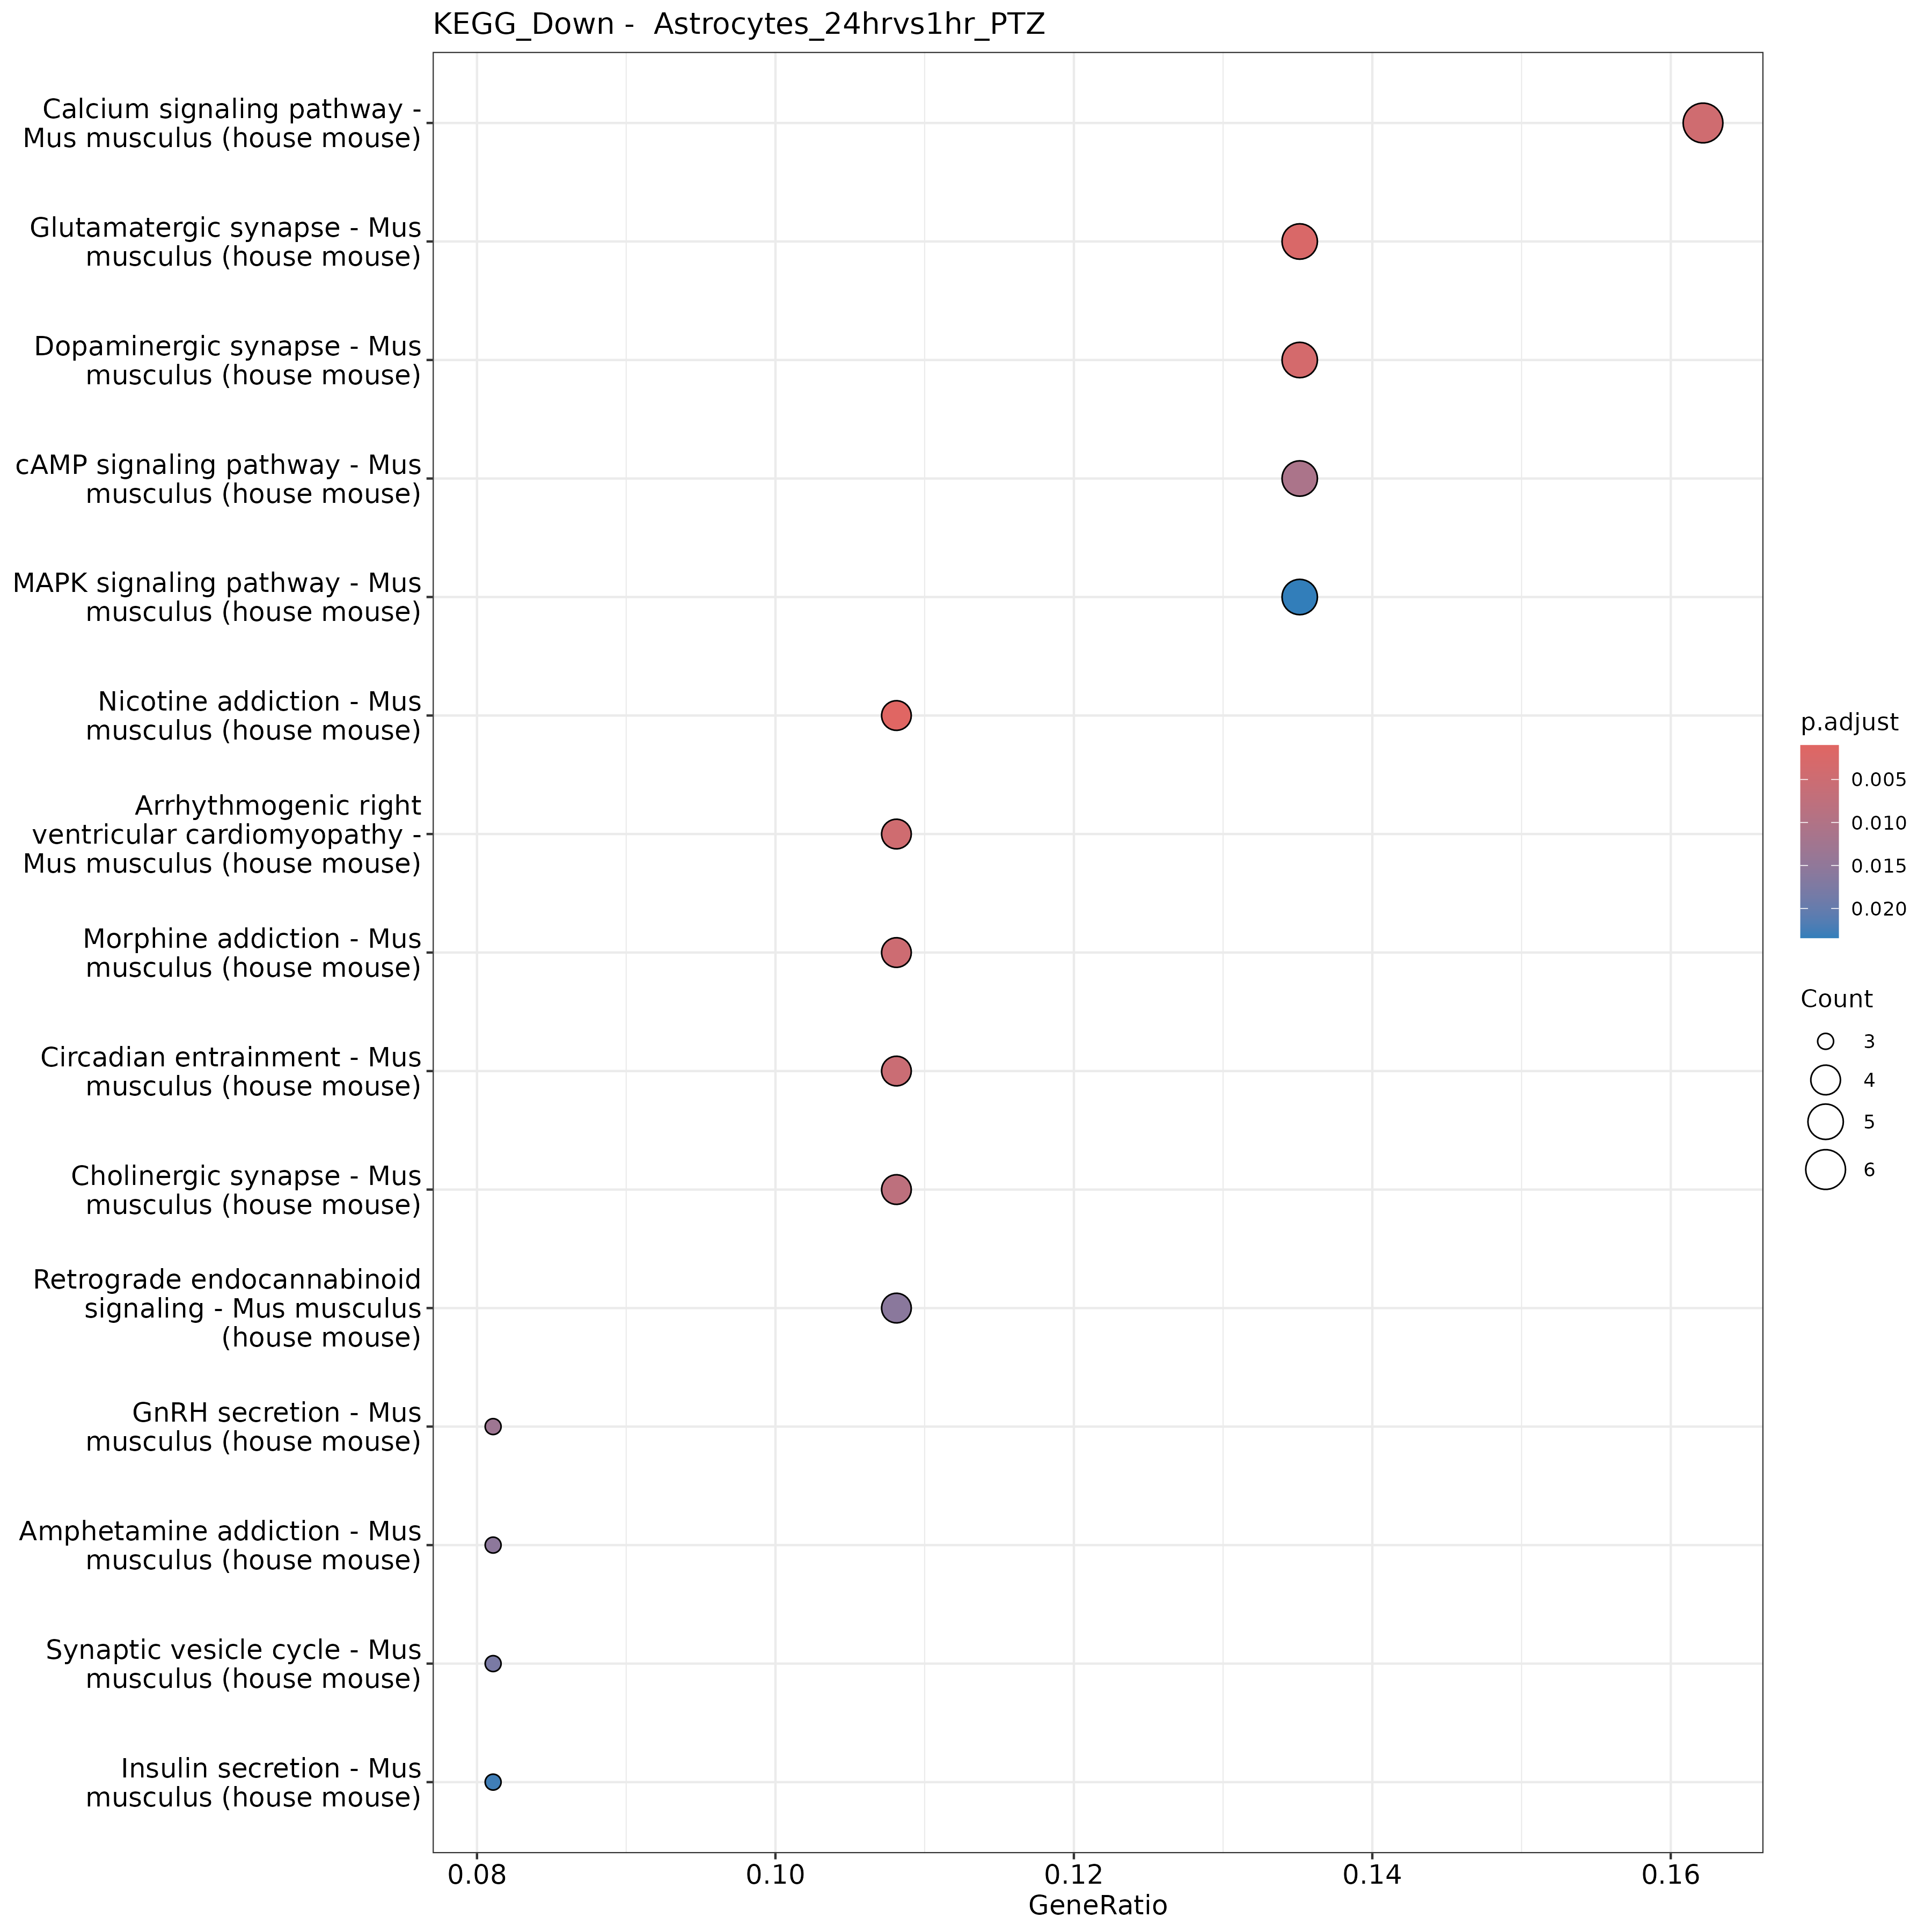 KEGG_Down -  Astrocytes_24hrvs1hr_PTZ
Calcium signaling pathway -
Mus musculus (house mouse)
Glutamatergic synapse - Mus
musculus (house mouse)
Dopaminergic synapse - Mus
musculus (house mouse)
cAMP signaling pathway - Mus
musculus (house mouse)
MAPK signaling pathway - Mus
musculus (house mouse)
Nicotine addiction - Mus
musculus (house mouse)
Arrhythmogenic right
ventricular cardiomyopathy -
Mus musculus (house mouse)
Morphine addiction - Mus
musculus (house mouse)
Circadian entrainment - Mus
musculus (house mouse)
Cholinergic synapse - Mus
musculus (house mouse)
Retrograde endocannabinoid
signaling - Mus musculus
(house mouse)
GnRH secretion - Mus
musculus (house mouse)
Amphetamine addiction - Mus
musculus (house mouse)
Synaptic vesicle cycle - Mus
musculus (house mouse)
Insulin secretion - Mus
musculus (house mouse)
0.08 0.10 0.12 0.14 0.16
GeneRatio
p.adjust
0.005
0.010
0.015
0.020
Count
3
4
5
6